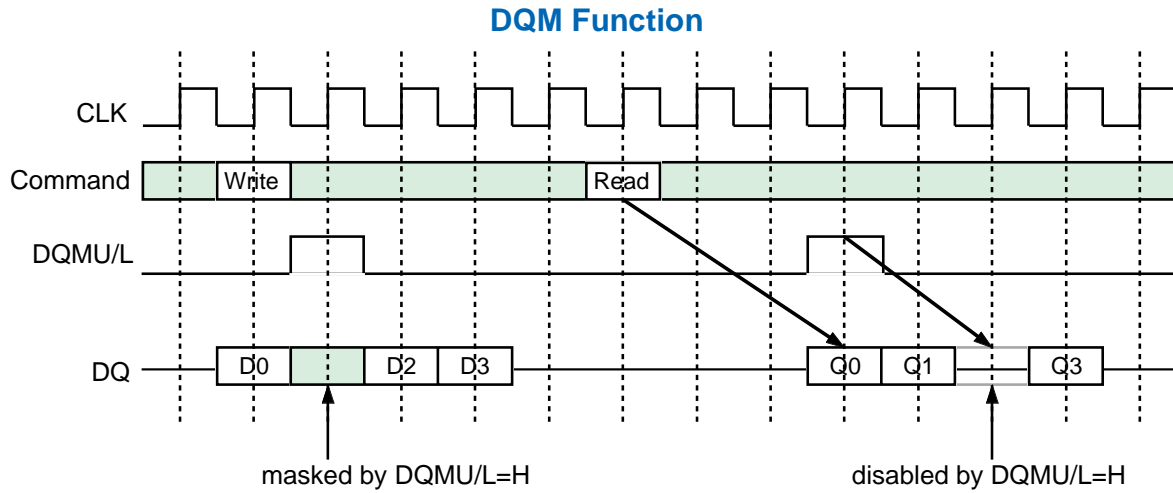 DQM Function
CLK
Command
Write
Read
DQMU/L
DQ
D0
D2
D3
Q0
Q1
Q3
masked by DQMU/L=H
disabled by DQMU/L=H